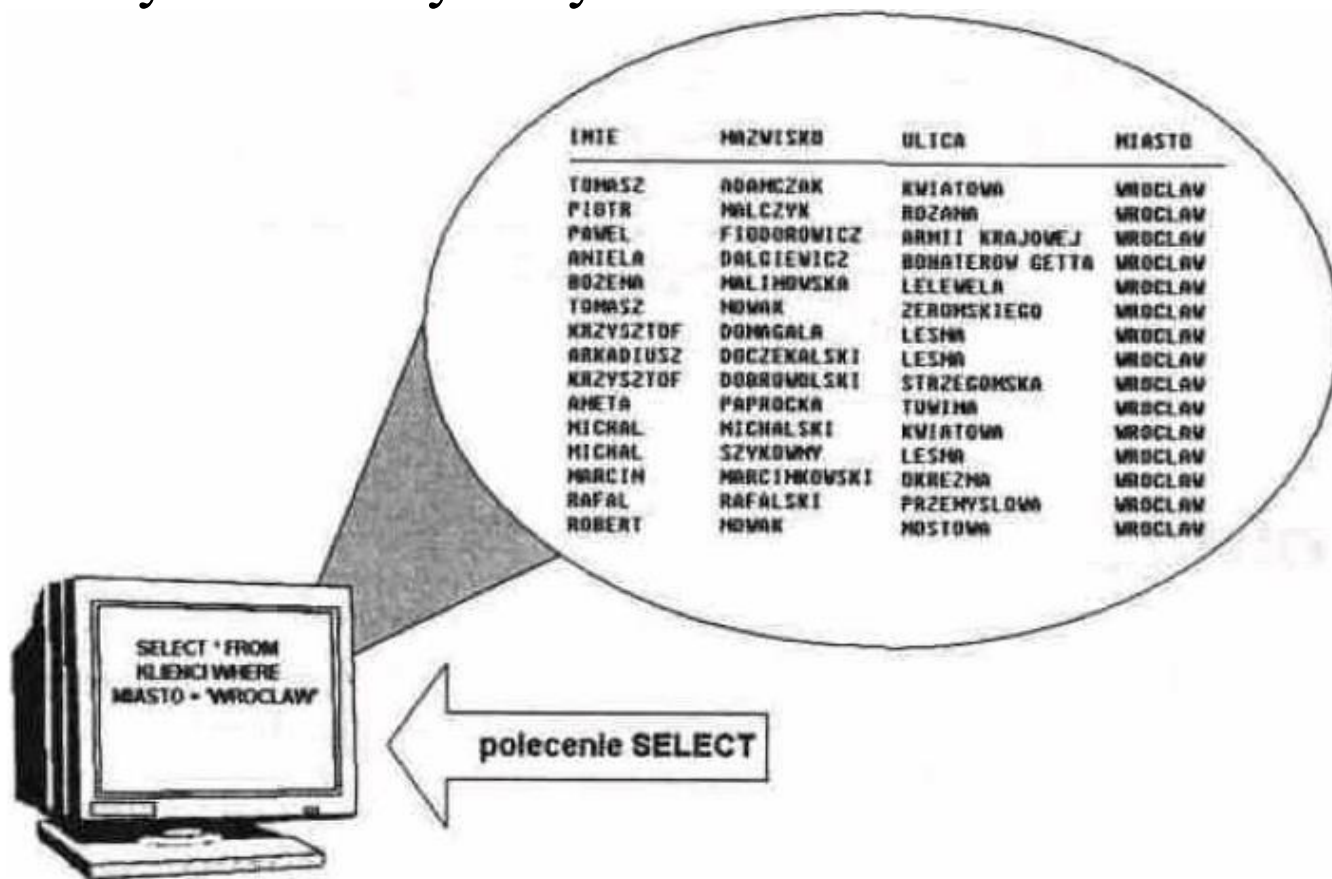 IMIE NAZWISKO ULICA MIASTO
TOMASZ ADAMCZAK KWIATOWA WROCLAW
PIOTR MALCZYK ROZANA WROCLAW
PAWEL FIODOROWICZ ARMII KRAJOWEJ WROCLAW
ANIELA DALGIEWICZ BOHATEROW GETTA WROCLAW
BOZENA MALINOWSKA LELEWELA WROCLAW
TOMASZ NOWAK ZEROMSKIEGO WROCLAW
KRZYSZTOF DOMAGALA LESNA WROCLAW
ARKADIUSZ DOCZEKALSKI LESNA WROCLAW
KRZYSZTOF DOBROWOLSKI STRZEGOMSKA WROCLAW
ANETA PAPROCKA TUWIMA WROCLAW
MICHAL MICHALSKI KWIATOWA WROCLAW
MICHAL SZYKOWNY LESNA WROCLAW
MARCIN MARCINKOWSKI OKREZNA WROCLAW
RAFAL RAFALSKI PRZEMYSLOWA WROCLAW
ROBERT NOWAK MOSTOWA WROCLAW
SELECT * FROM
KLIENCI WHERE
MIASTO = 'WROCLAW'
polecenie SELECT